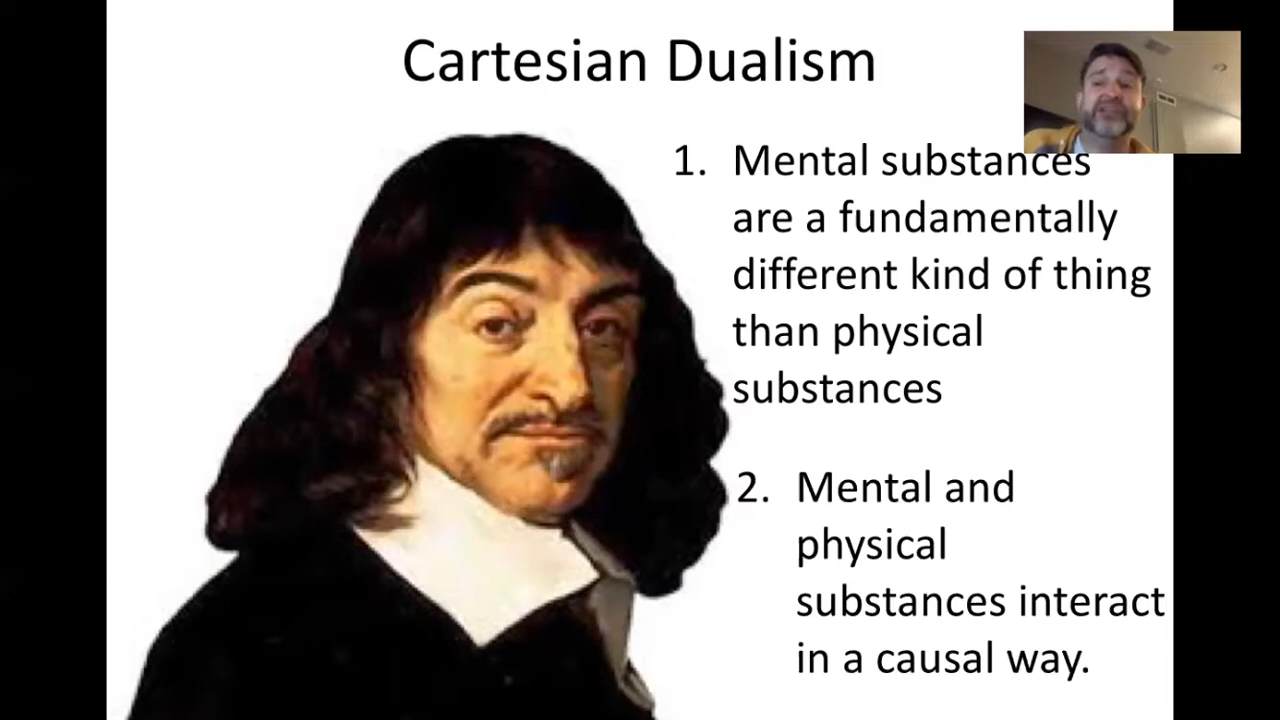 Cartesian Dualism
1. Mental substances
are a fundamentally
different kind of thing
than physical
substances
2. Mental and
physical
substances interact
in a causal way.